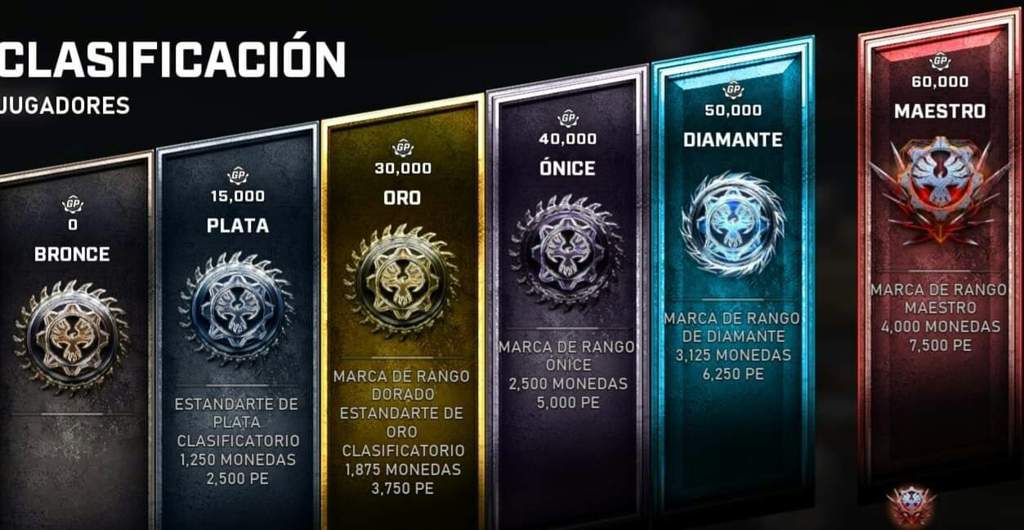 CLASIFICACIÓN
JUGADORES
GP
0
BRONCE
GP
15,000
PLATA
ESTANDARTE DE
PLATA
CLASIFICATORIO
1,250 MONEDAS
2,500 PE
GP
30,000
ORO
MARCA DE RANGO
DORADO
ESTANDARTE DE
ORO
CLASIFICATORIO
1,875 MONEDAS
3,750 PE
GP
40,000
ÓNICE
MARCA DE RANGO
ÓNICE
2,500 MONEDAS
5,000 PE
GP
50,000
DIAMANTE
MARCA DE RANGO
DE DIAMANTE
3,125 MONEDAS
6,250 PE
GP
60,000
MAESTRO
MARCA DE RANGO
MAESTRO
4,000 MONEDAS
7,500 PE